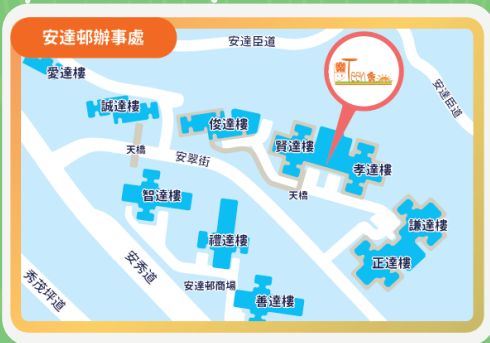 安達邨辦事處
安達臣道
愛達樓
安達臣道
誠達樓
俊達樓
天橋
安翠街
賢達樓
孝達樓
智達樓
天橋
謙達樓
禮達樓
正達樓
安秀道
秀茂坪道
安達邨商場
善達樓